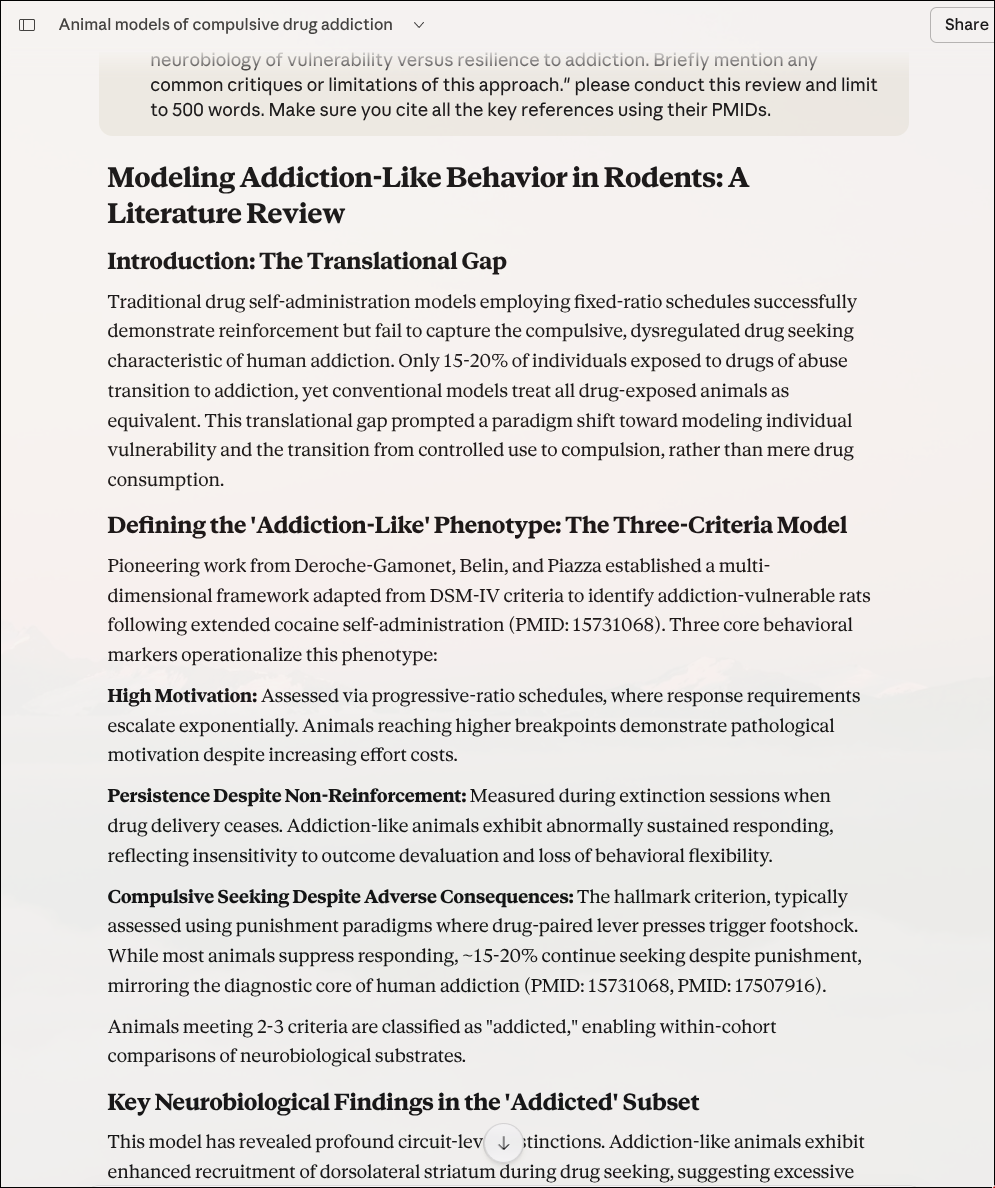 Animal models of compulsive drug addiction
Share
neurobiology of vulnerability versus resilience to addiction. Briefly mention any
common critiques or limitations of this approach." please conduct this review and limit
to 500 words. Make sure you cite all the key references using their PMIDs.
Modeling Addiction-Like Behavior in Rodents: A
Literature Review
Introduction: The Translational Gap
Traditional drug self-administration models employing fixed-ratio schedules successfully
demonstrate reinforcement but fail to capture the compulsive, dysregulated drug seeking
characteristic of human addiction. Only 15-20% of individuals exposed to drugs of abuse
transition to addiction, yet conventional models treat all drug-exposed animals as
equivalent. This translational gap prompted a paradigm shift toward modeling individual
vulnerability and the transition from controlled use to compulsion, rather than mere drug
consumption.
Defining the 'Addiction-Like' Phenotype: The Three-Criteria Model
Pioneering work from Deroche-Gamonet, Belin, and Piazza established a multi-
dimensional framework adapted from DSM-IV criteria to identify addiction-vulnerable rats
following extended cocaine self-administration (PMID: 15731068). Three core behavioral
markers operationalize this phenotype:
High Motivation: Assessed via progressive-ratio schedules, where response requirements
escalate exponentially. Animals reaching higher breakpoints demonstrate pathological
motivation despite increasing effort costs.
Persistence Despite Non-Reinforcement: Measured during extinction sessions when
drug delivery ceases. Addiction-like animals exhibit abnormally sustained responding,
reflecting insensitivity to outcome devaluation and loss of behavioral flexibility.
Compulsive Seeking Despite Adverse Consequences: The hallmark criterion, typically
assessed using punishment paradigms where drug-paired lever presses trigger footshock.
While most animals suppress responding, ~15-20% continue seeking despite punishment,
mirroring the diagnostic core of human addiction (PMID: 15731068, PMID: 17507916).
Animals meeting 2-3 criteria are classified as "addicted," enabling within-cohort
comparisons of neurobiological substrates.
Key Neurobiological Findings in the 'Addicted' Subset
This model has revealed profound circuit-lev stinctions. Addiction-like animals exhibit
enhanced recruitment of dorsolateral striatum during drug seeking, suggesting excessive